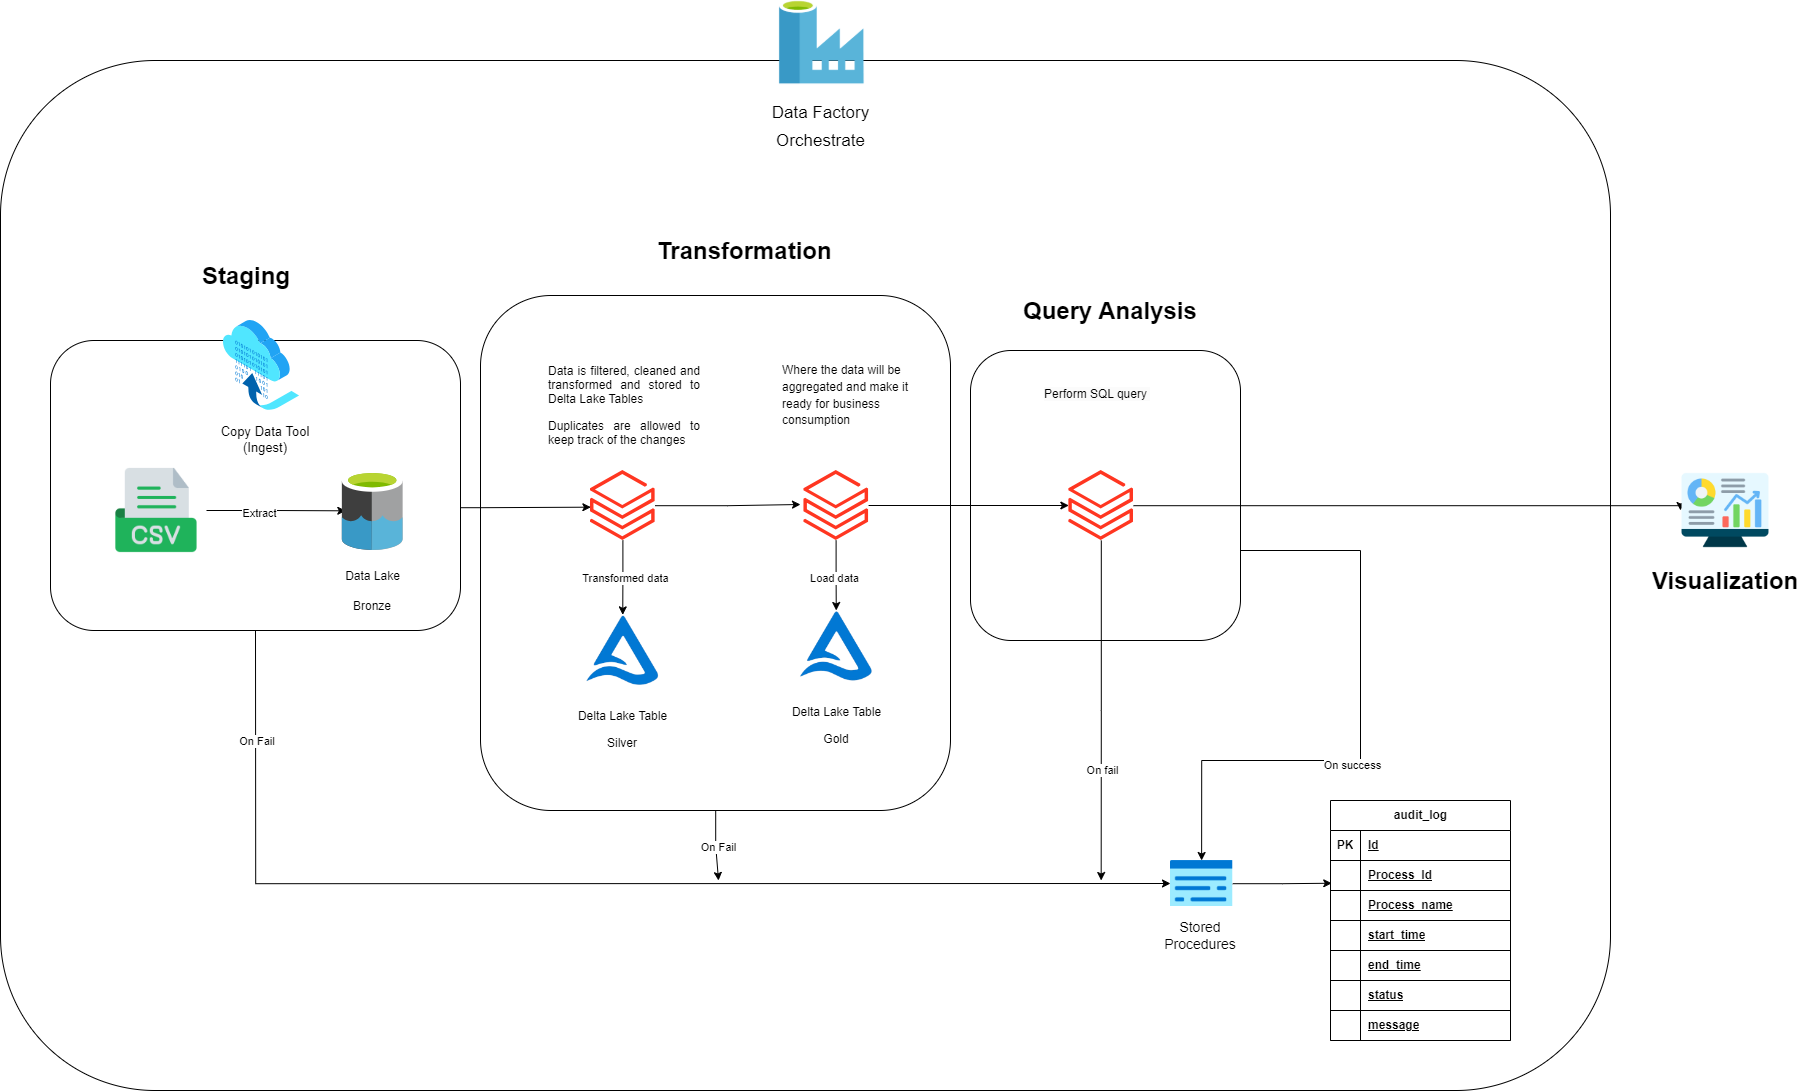 Data Factory
Orchestrate
Staging
Copy Data Tool
(Ingest)
CSV
Extract
Data Lake
Bronze
On Fail
Transformation
Data is filtered, cleaned and
transformed and stored to
Delta Lake Tables
Duplicates are allowed to
keep track of the changes
Where the data will be
aggregated and make it
ready for business
consumption
Transformed data
Load data
Delta Lake Table
Silver
Delta Lake Table
Gold
On Fail
Query Analysis
Perform SQL query
On fail
On success
Visualization
Stored
Procedures
audit_log
PK Id
Process_Id
Process_name
start_time
end_time
status
message